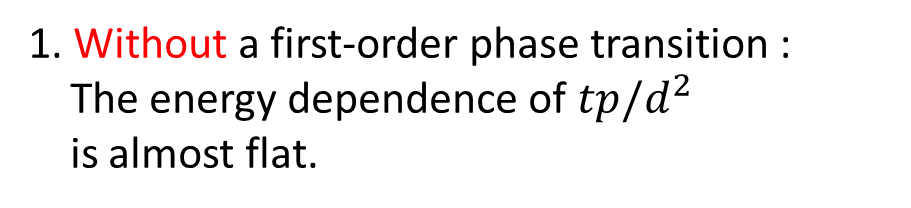 1. Without a first-order phase transition :
The energy dependence of tp/d²
is almost flat.